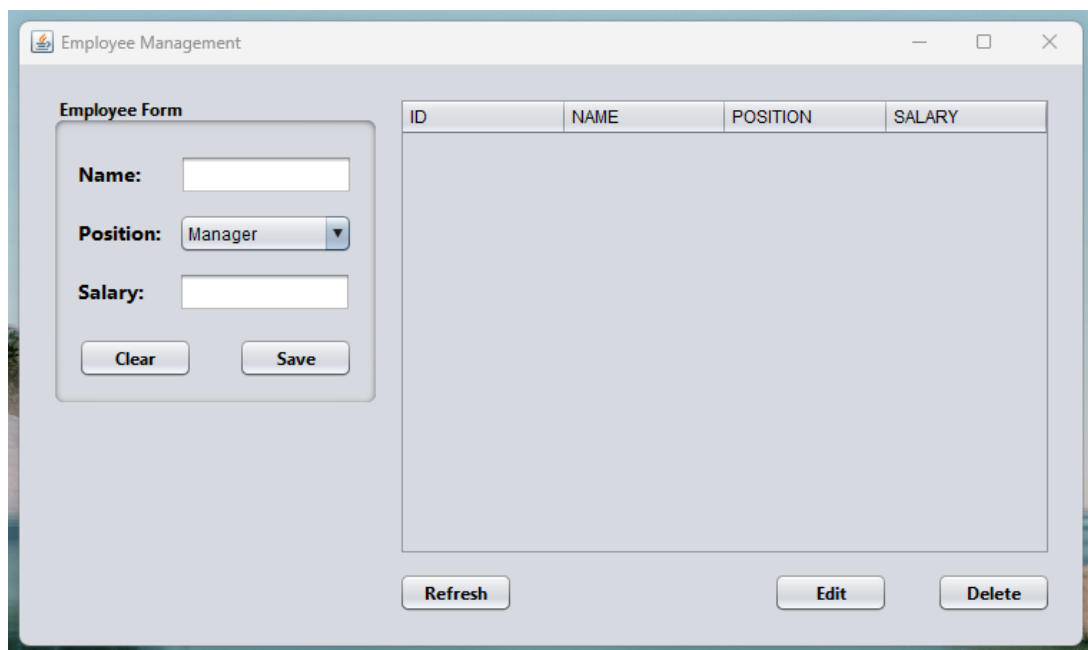 Employee Management
Employee Form
Name:
Position: Manager
Salary:
Clear Save
ID NAME POSITION SALARY
Refresh Edit Delete